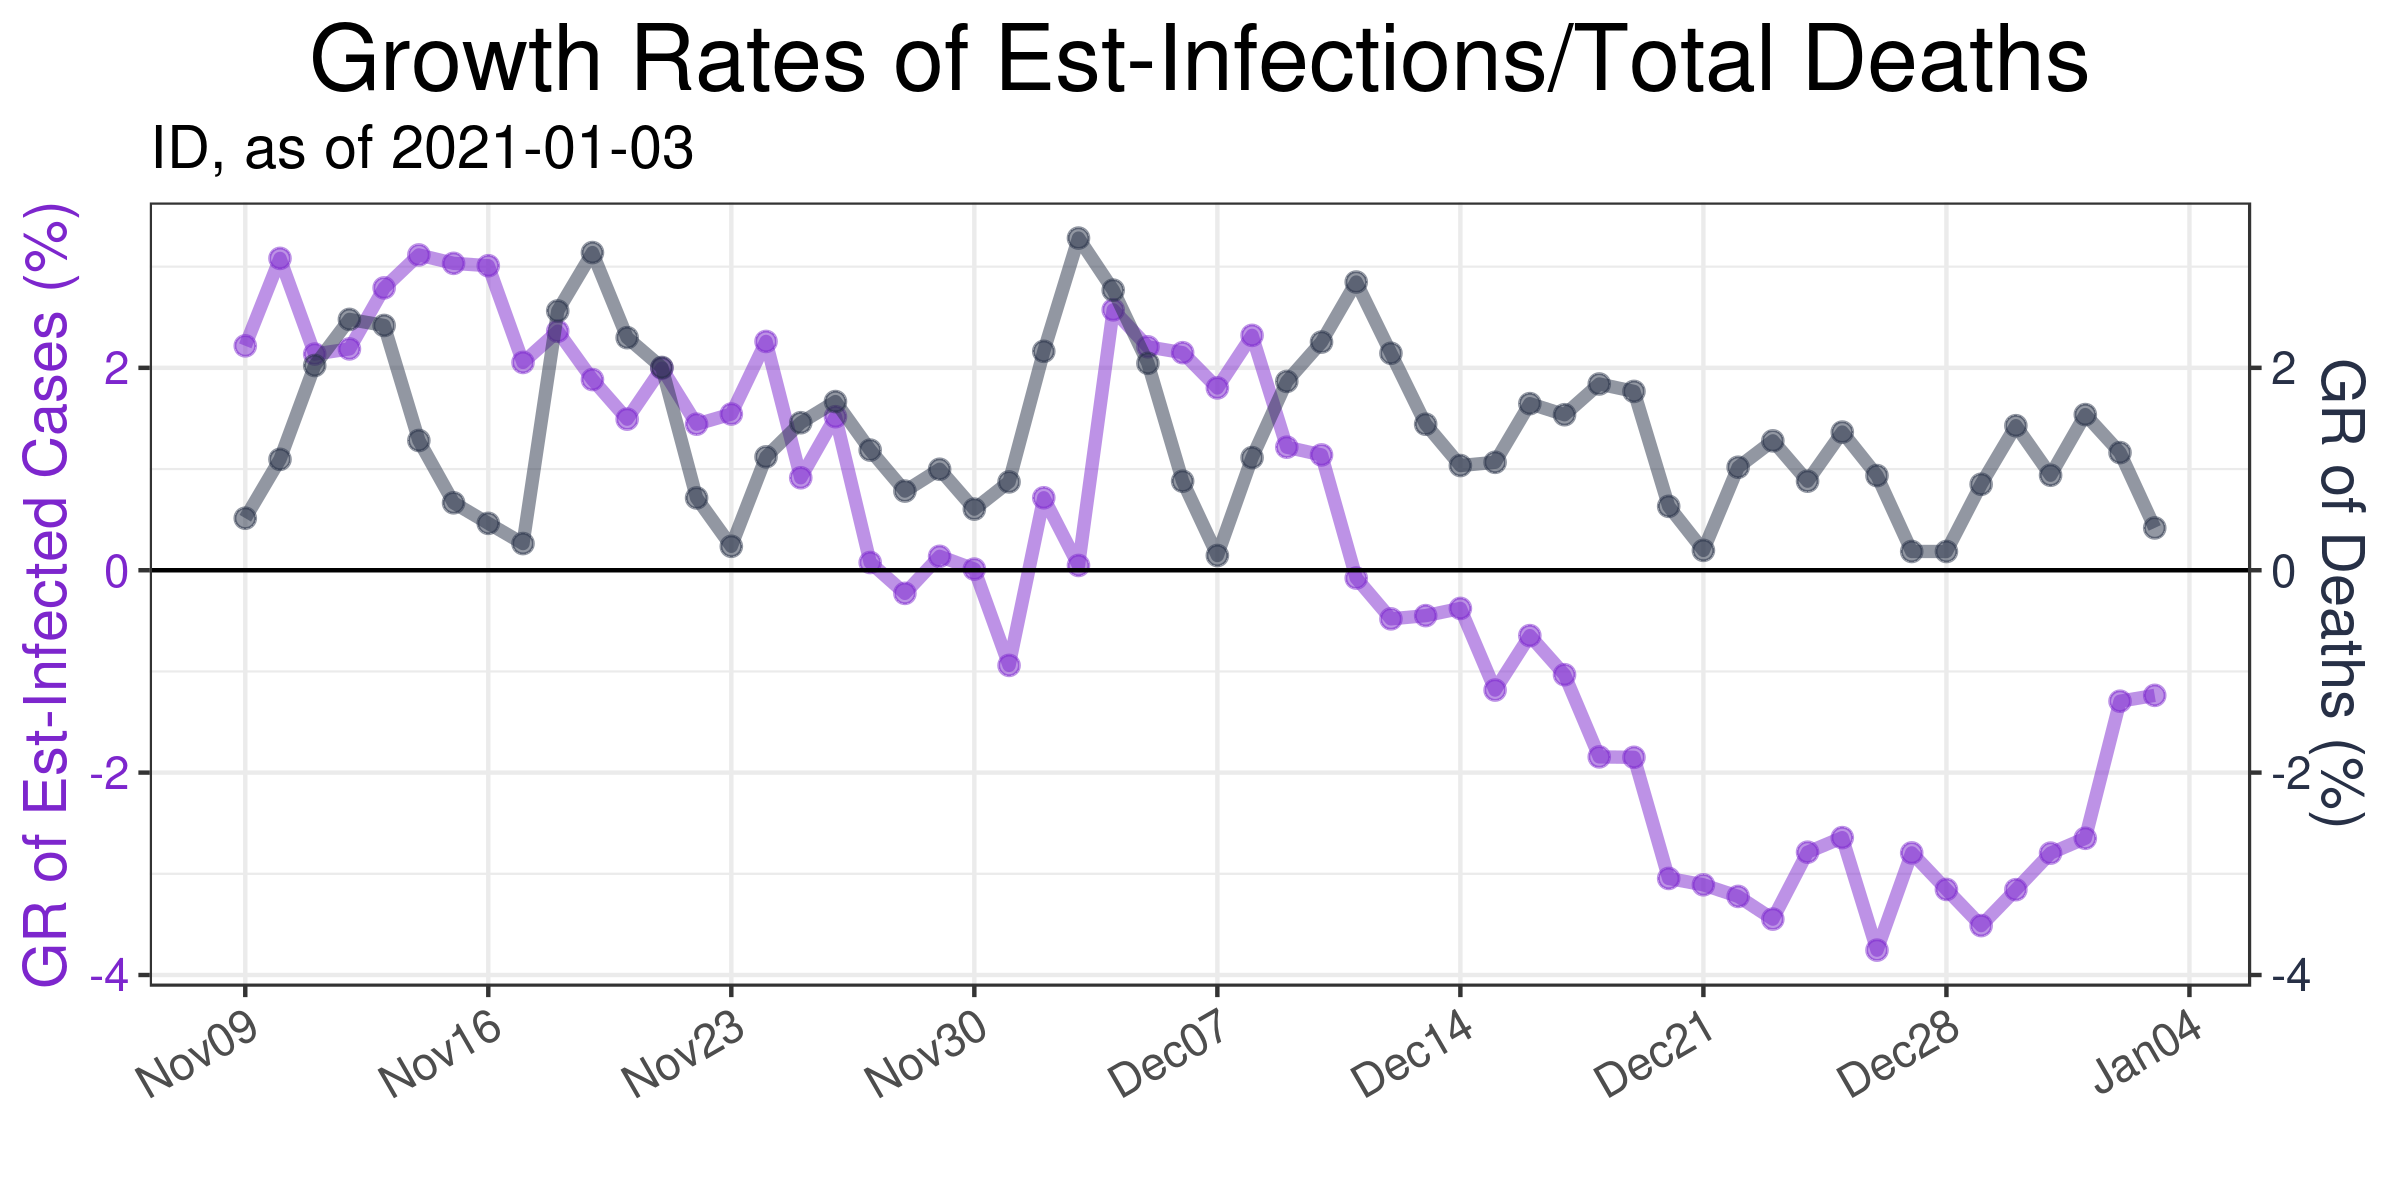 Growth Rates of Est-Infections/Total Deaths
ID, as of 2021-01-03
GR of Est-Infected Cases (%)
2
0
-2
-4
2
0
-2
-4
GR of Deaths (%)
Nov09
Nov16
Nov23
Nov30
Dec07
Dec14
Dec21
Dec28
Jan04